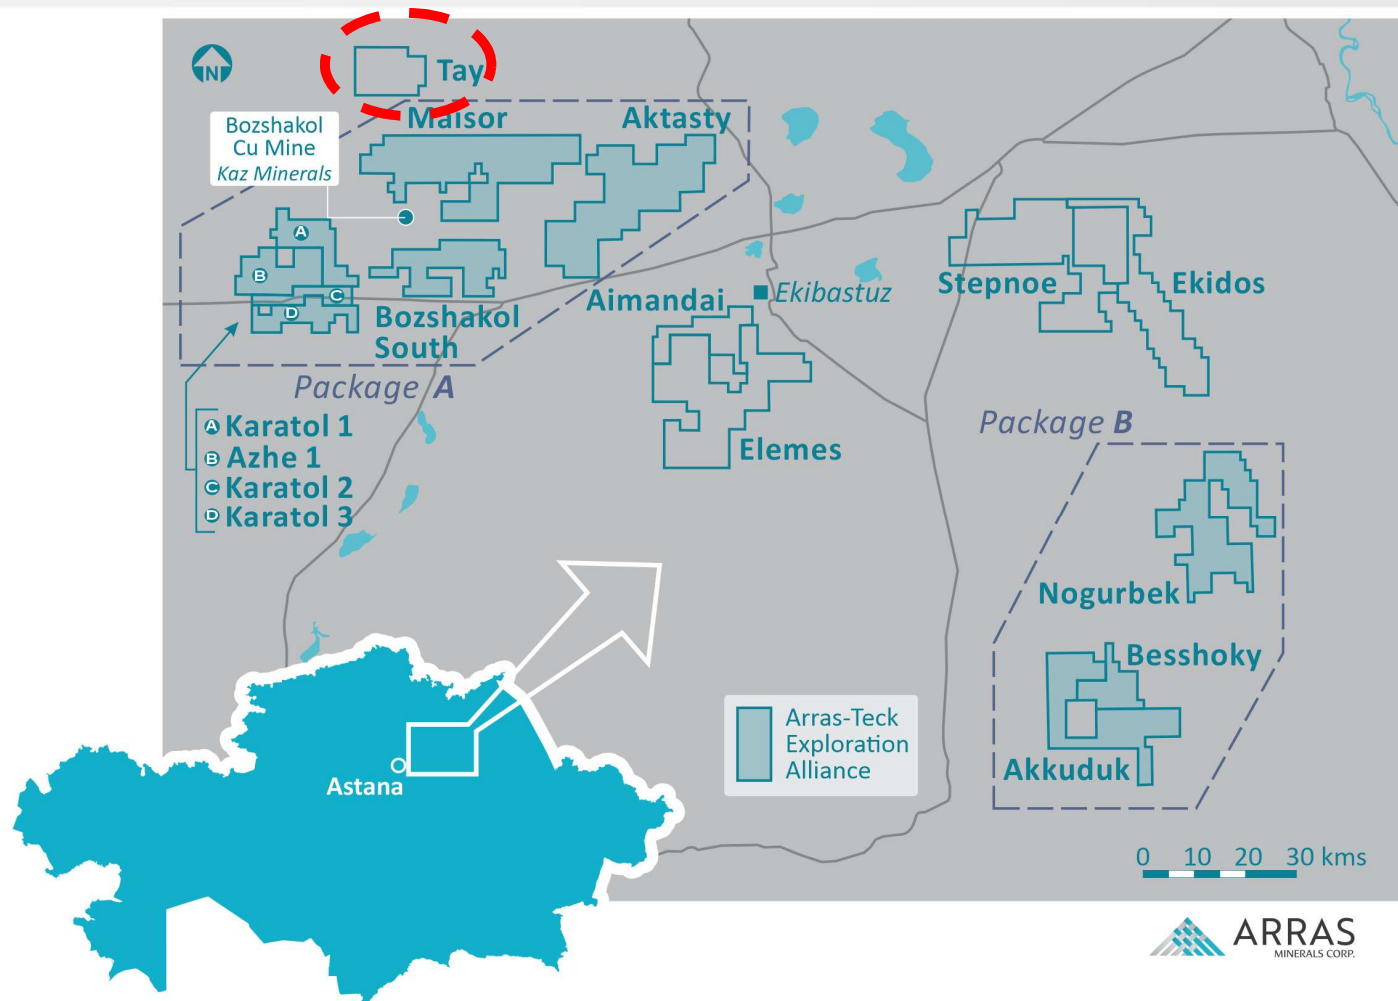 N
Tay
Maisor
Aktasty
Bozshakol
Cu Mine
Kaz Minerals
A
B
C
D
Bozshakol
South
Aimandai
Ekibastuz
Stepnoe
Ekidos
Package A
Elemes
Package B
A Karatol 1
B Azhe 1
C Karatol 2
D Karatol 3
Nogurbek
Besshoky
Akkuduk
Arras-Teck
Exploration
Alliance
Astana
0 10 20 30 kms
ARRAS
MINERALS CORP.